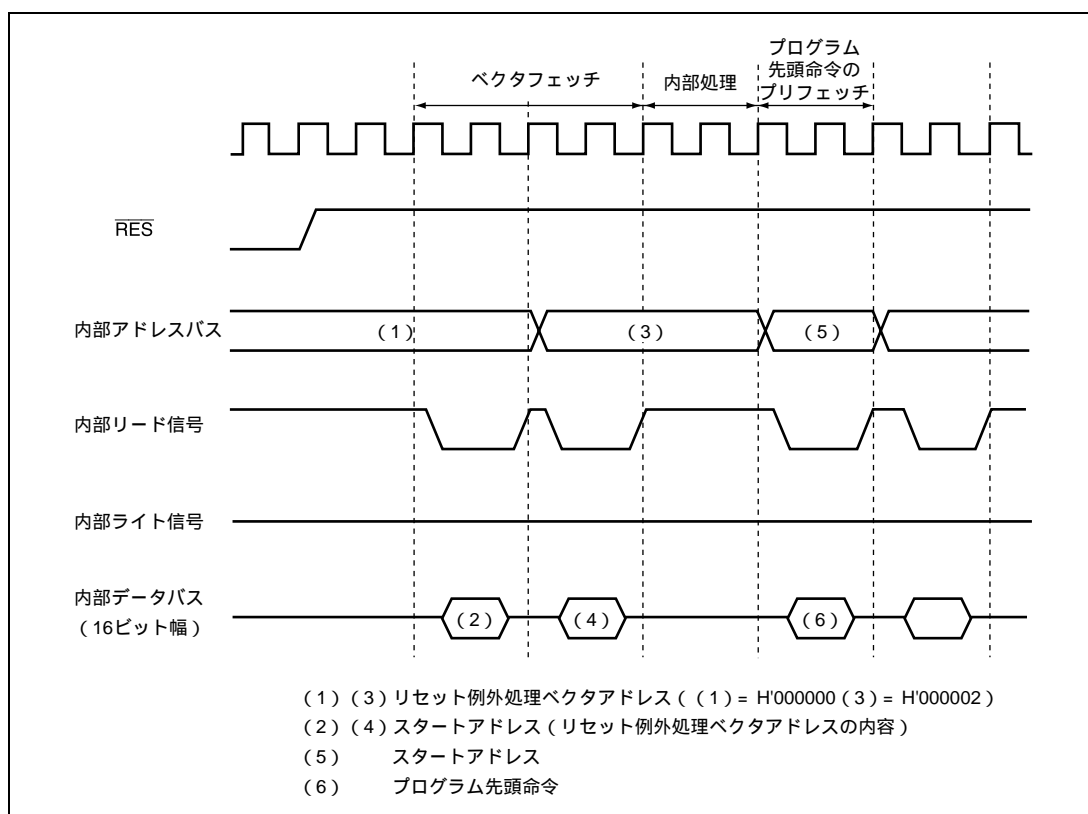 ベクタフェッチ
内部処理
プログラム
先頭命令の
プリフェッチ
RES
内部アドレスバス
(1)
(3)
(5)
内部リード信号
内部ライト信号
内部データバス
(16ビット幅)
(2)
(4)
(6)
(1)(3)リセット例外処理ベクタアドレス((1)= H'000000(3)= H'000002)
(2)(4)スタートアドレス(リセット例外処理ベクタアドレスの内容)
(5) スタートアドレス
(6) プログラム先頭命令